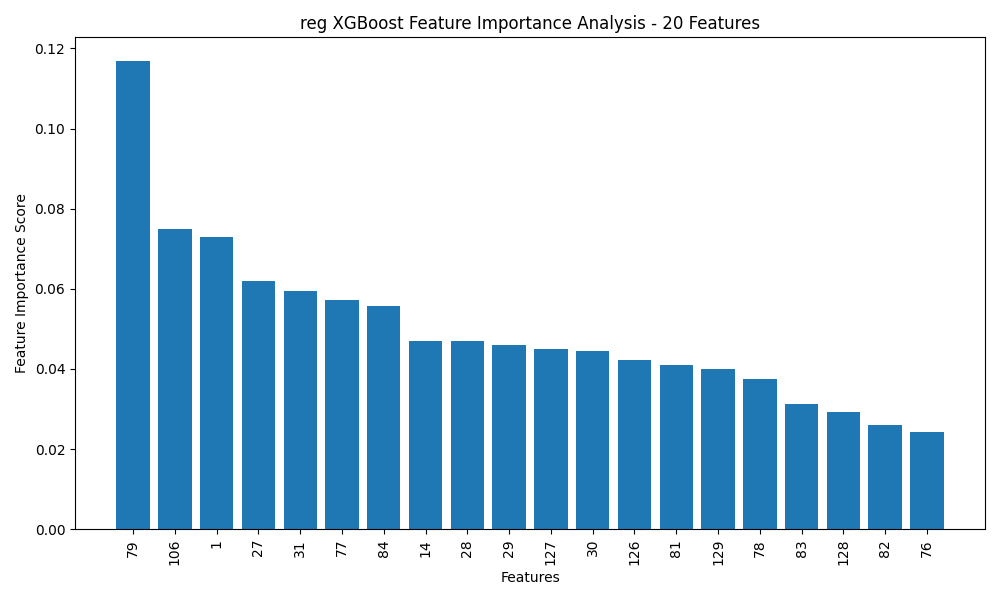 reg XGBoost Feature Importance Analysis - 20 Features
0.12
0.10
0.08
0.06
0.04
0.02
0.00
Feature Importance Score
79 106 1 27 31 77 84 14 28 29 127 30 126 81 129 78 83 128 82 76
Features